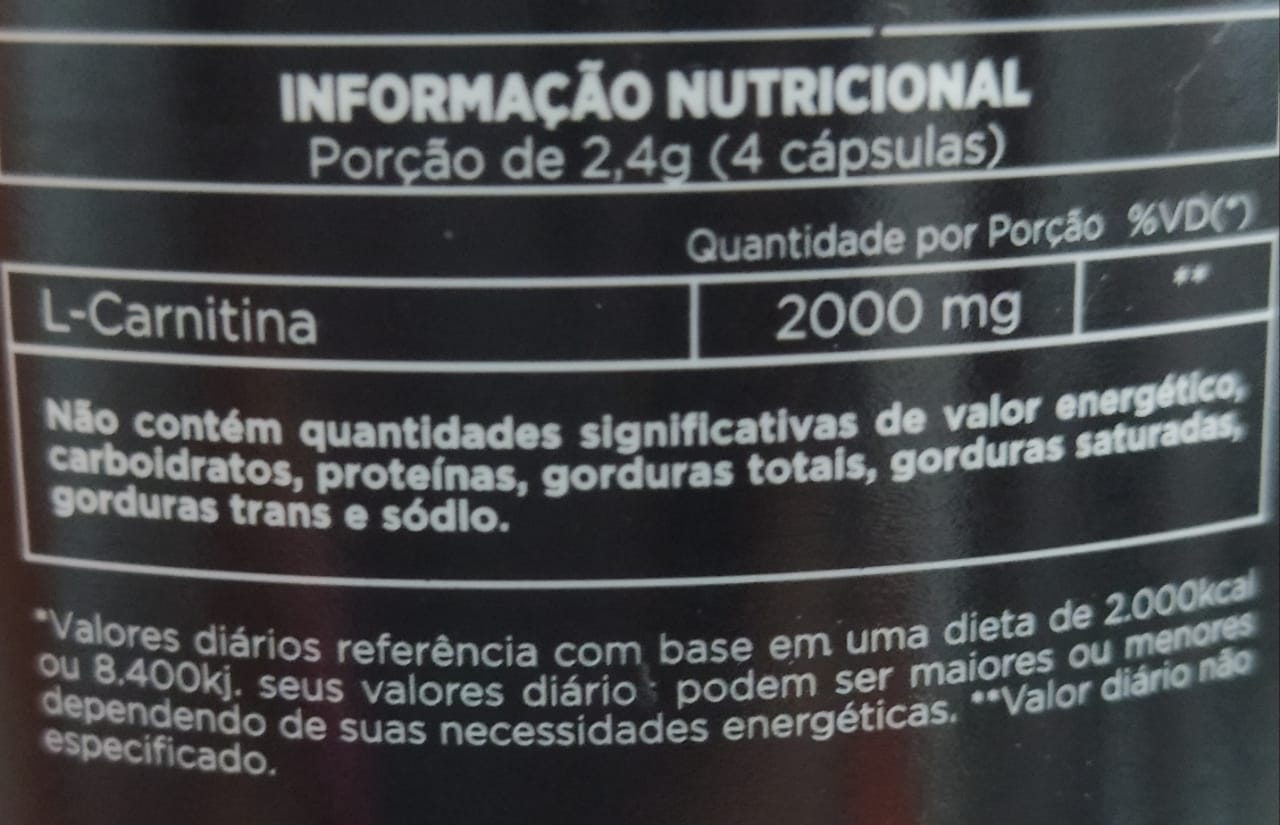 INFORMAÇÃO NUTRICIONAL
Porção de 2,4g (4 cápsulas)
Quantidade por Porção %VD(*)
L-Carnitina 2000 mg **
Não contém quantidades significativas de valor energético,
carboidratos, proteínas, gorduras totais, gorduras saturadas,
gorduras trans e sódio.
*Valores diários referência com base em uma dieta de 2.000kcal
ou 8.400kj. seus valores diário podem ser maiores ou menores
dependendo de suas necessidades energéticas. **Valor diário não
especificado.